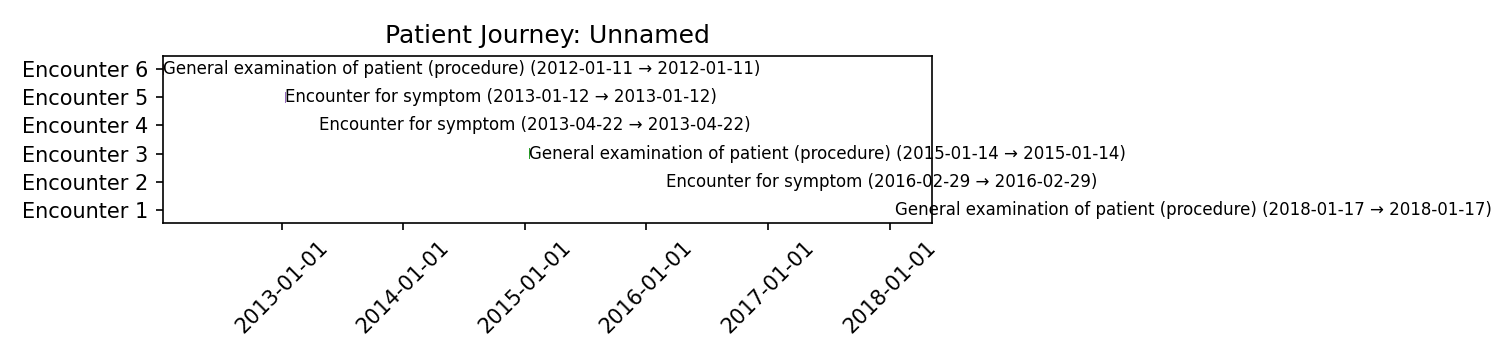 Patient Journey: Unnamed
Encounter 6 General examination of patient (procedure) (2012-01-11 → 2012-01-11)
Encounter 5 Encounter for symptom (2013-01-12 → 2013-01-12)
Encounter 4 Encounter for symptom (2013-04-22 → 2013-04-22)
Encounter 3 General examination of patient (procedure) (2015-01-14 → 2015-01-14)
Encounter 2 Encounter for symptom (2016-02-29 → 2016-02-29)
Encounter 1 General examination of patient (procedure) (2018-01-17 → 2018-01-17)
2013-01-01 2014-01-01 2015-01-01 2016-01-01 2017-01-01 2018-01-01